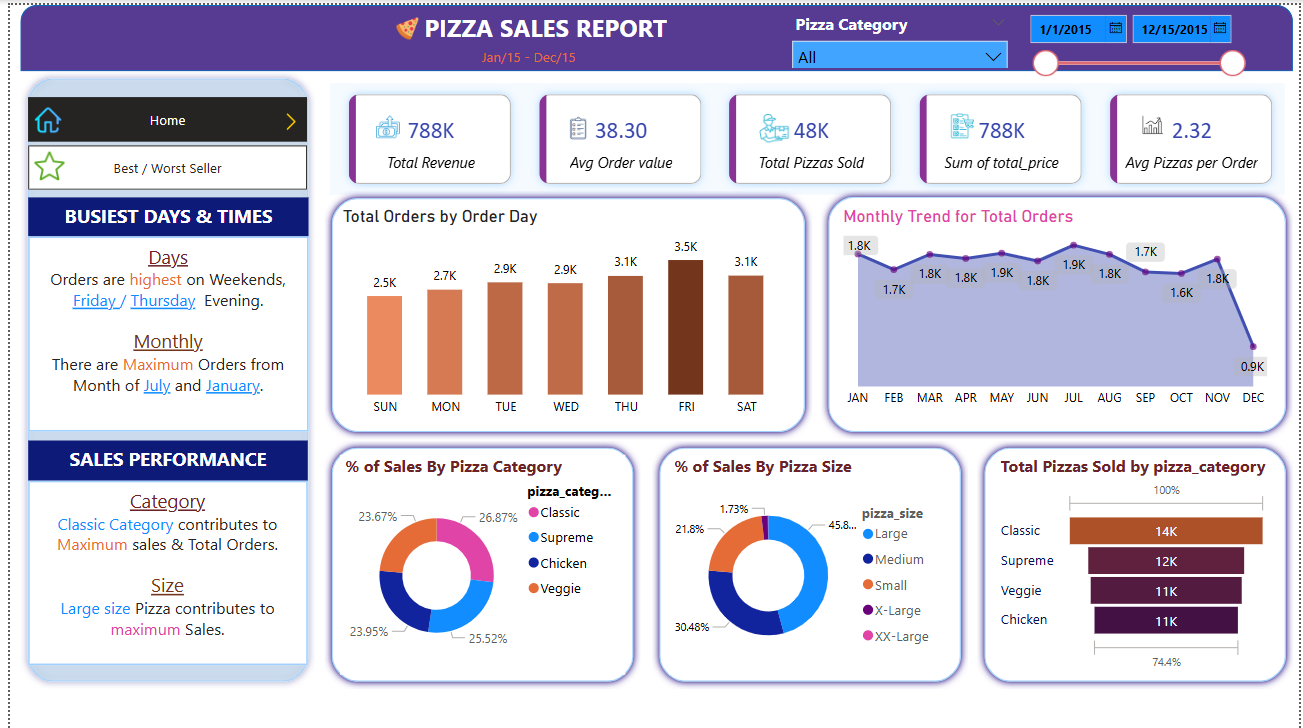 PIZZA SALES REPORT
Jan/15 - Dec/15
Pizza Category
All
1/1/2015
12/15/2015
Home
Best / Worst Seller
BUSIEST DAYS & TIMES
Days
Orders are highest on Weekends,
Friday / Thursday Evening.
Monthly
There are Maximum Orders from
Month of July and January.
SALES PERFORMANCE
Category
Classic Category contributes to
Maximum sales & Total Orders.
Size
Large size Pizza contributes to
maximum Sales.
788K
Total Revenue
38.30
Avg Order value
48K
Total Pizzas Sold
788K
Sum of total_price
2.32
Avg Pizzas per Order
Total Orders by Order Day
2.5K
2.7K
2.9K
2.9K
3.1K
3.5K
3.1K
SUN MON TUE WED THU FRI SAT
Monthly Trend for Total Orders
1.8K
1.7K
1.8K
1.8K
1.9K
1.8K
1.9K
1.8K
1.7K
1.6K
1.8K
0.9K
JAN FEB MAR APR MAY JUN JUL AUG SEP OCT NOV DEC
% of Sales By Pizza Category
23.67%
26.87%
23.95%
25.52%
pizza_categ...
Classic
Supreme
Chicken
Veggie
% of Sales By Pizza Size
1.73%
21.8%
45.8...
30.48%
pizza_size
Large
Medium
Small
X-Large
XX-Large
Total Pizzas Sold by pizza_category
100%
Classic 14K
Supreme 12K
Veggie 11K
Chicken 11K
74.4%